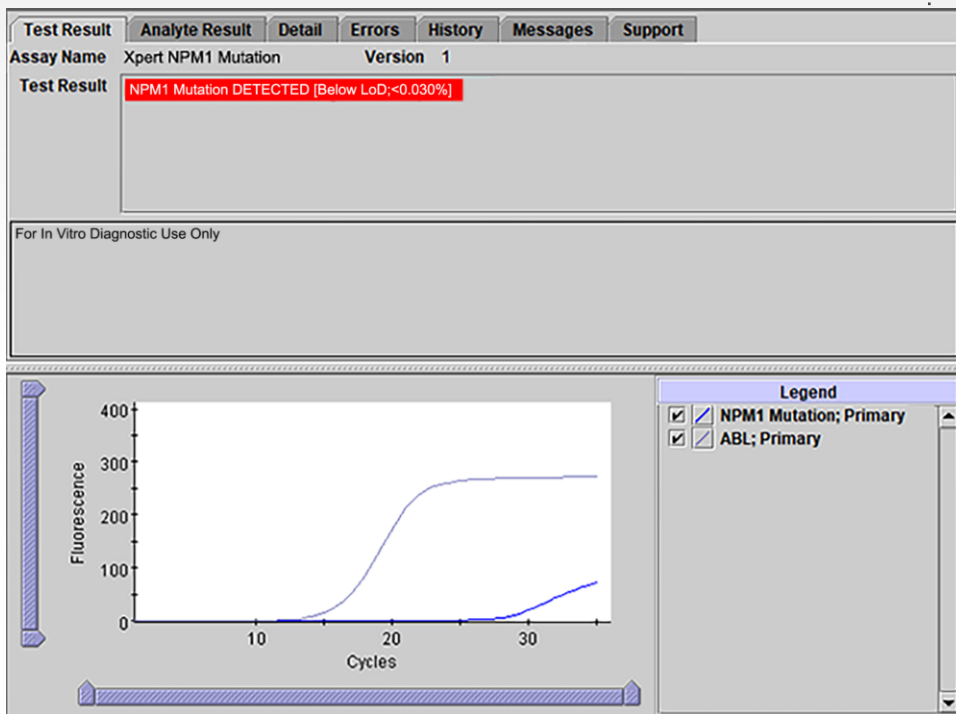 Test Result Analyte Result Detail Errors History Messages Support
Assay Name Xpert NPM1 Mutation Version 1
Test Result NPM1 Mutation DETECTED [Below LoD;<0.030%]
For In Vitro Diagnostic Use Only
Legend
NPM1 Mutation; Primary
ABL; Primary
400
300
200
100
0
Fluorescence
10 20 30
Cycles